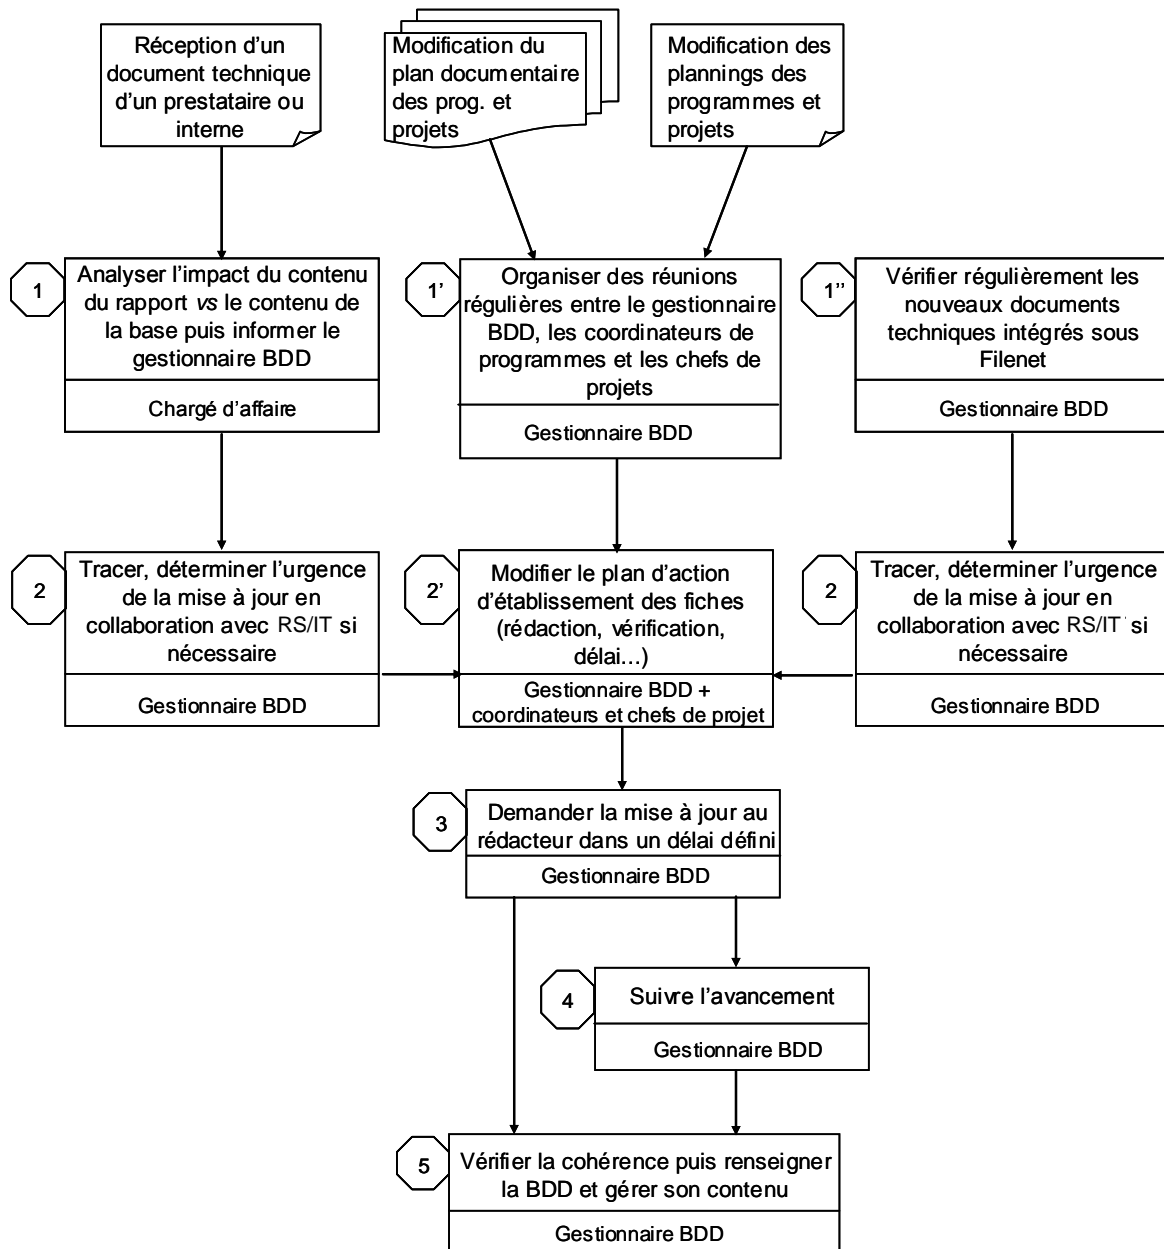 Réception d'un
document technique
d'un prestataire ou
interne
Modification du
plan documentaire
des prog. et
projets
Modification des
plannings des
programmes et
projets
1
Analyser l'impact du contenu
du rapport vs le contenu de
la base puis informer le
gestionnaire BDD
Chargé d'affaire
1'
Organiser des réunions
régulières entre le gestionnaire
BDD, les coordinateurs de
programmes et les chefs de
projets
Gestionnaire BDD
1''
Vérifier régulièrement les
nouveaux documents
techniques intégrés sous
Filenet
Gestionnaire BDD
2
Tracer, déterminer l'urgence
de la mise à jour en
collaboration avec RS/IT si
nécessaire
Gestionnaire BDD
2'
Modifier le plan d'action
d'établissement des fiches
(rédaction, vérification,
délai...)
Gestionnaire BDD +
coordinateurs et chefs de projet
2
Tracer, déterminer l'urgence
de la mise à jour en
collaboration avec RS/IT si
nécessaire
Gestionnaire BDD
3
Demander la mise à jour au
rédacteur dans un délai défini
Gestionnaire BDD
4
Suivre l'avancement
Gestionnaire BDD
5
Vérifier la cohérence puis renseigner
la BDD et gérer son contenu
Gestionnaire BDD